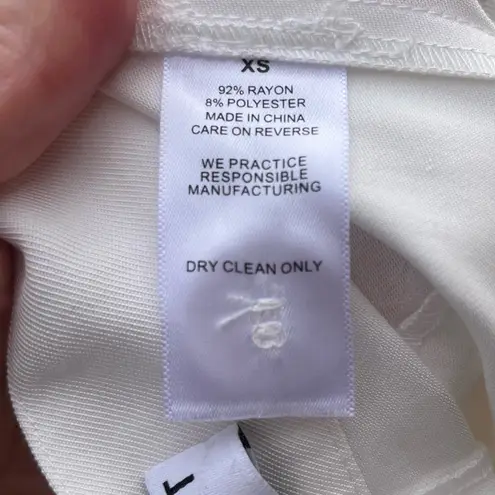 XS
92% RAYON
8% POLYESTER
MADE IN CHINA
CARE ON REVERSE
WE PRACTICE
RESPONSIBLE
MANUFACTURING
DRY CLEAN ONLY